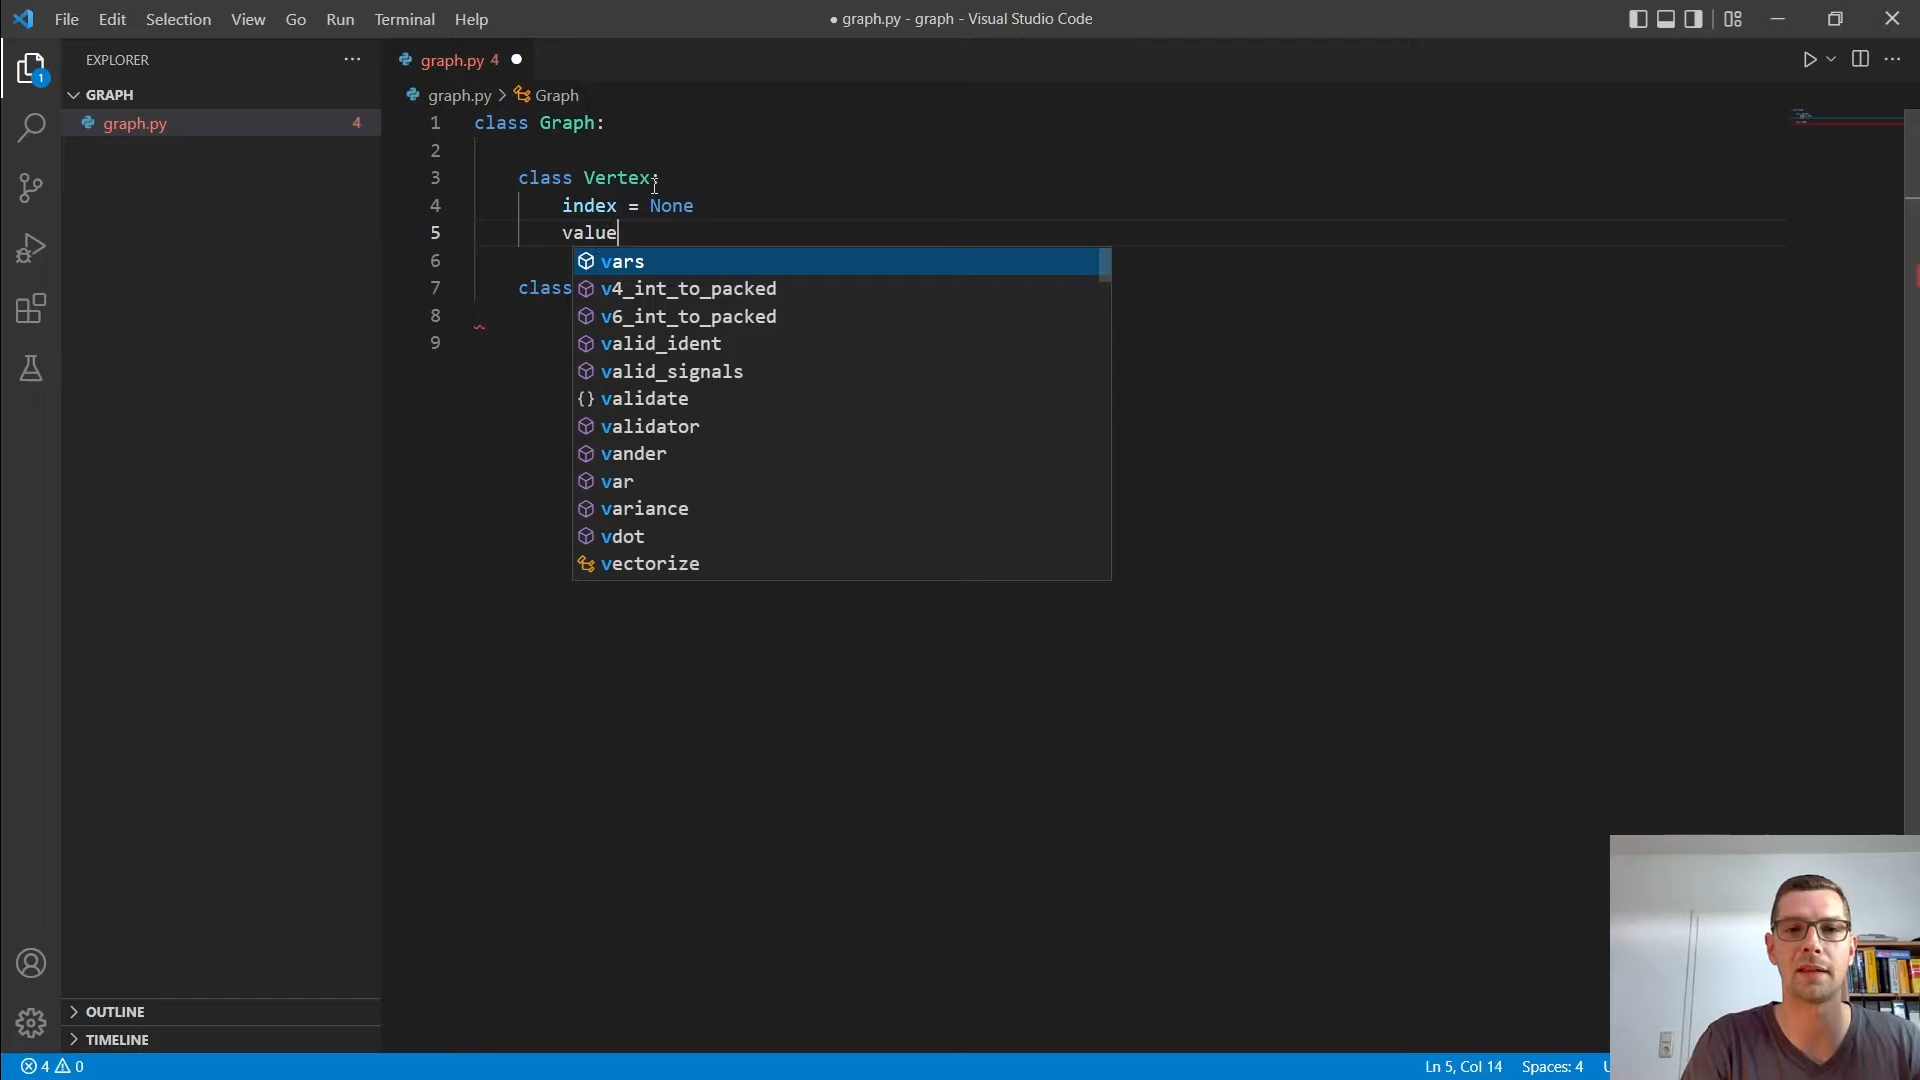 File Edit Selection View Go Run Terminal Help
● graph.py - graph - Visual Studio Code
EXPLORER
1
GRAPH
graph.py 4
OUTLINE
TIMELINE
graph.py 4
graph.py > Graph
1 class Graph:
2
3 class Vertex:
4 index = None
5 value
6
7 class
8
9
vars
v4_int_to_packed
v6_int_to_packed
valid_ident
valid_signals
validate
validator
vander
var
variance
vdot
vectorize
4 0
Ln 5, Col 14 Spaces: 4